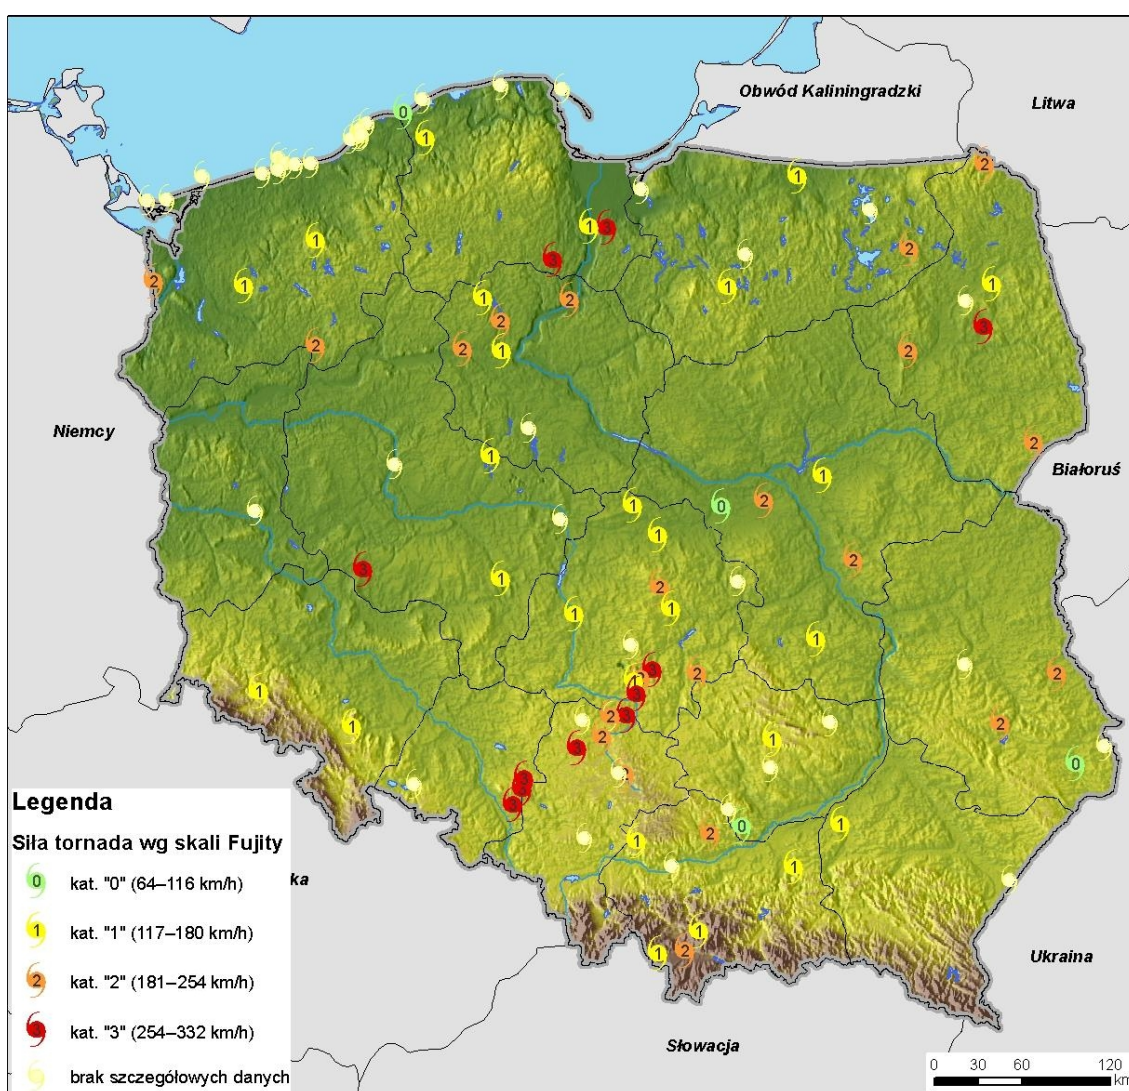 Obwód Kaliningradzki
Litwa
Niemcy
Białoruś
Legenda
Siła tornada wg skali Fujity
kat. "0" (64–116 km/h)
ka
kat. "1" (117–180 km/h)
kat. "2" (181–254 km/h)
Ukraina
kat. "3" (254–332 km/h)
Słowacja
brak szczegółowych danych
0 30 60 120
km